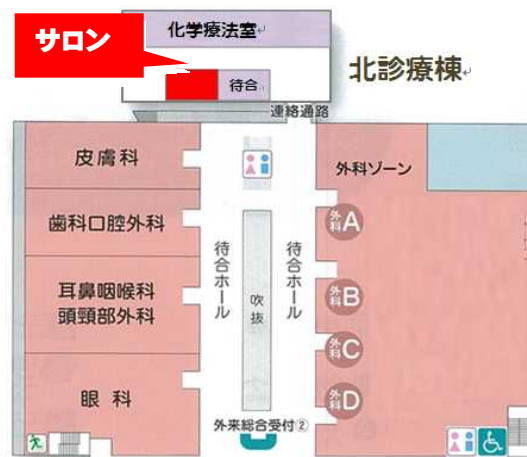 サロン
化学療法室
待合
北診療棟
連絡通路
皮膚科
外科ゾーン
歯科口腔外科
外科A
待合ホール
吹抜
待合ホール
耳鼻咽喉科
頭頸部外科
外科B
外科C
眼科
外科D
外来総合受付②